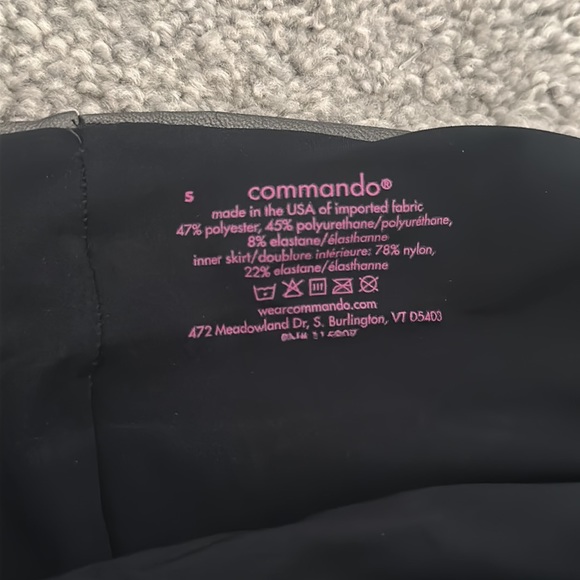 S
commando®
made in the USA of imported fabric
47% polyester, 45% polyurethane/polyuréthane,
8% elastane/élasthanne
inner skirt/doublure intérieure: 78% nylon,
22% elastane/élasthanne
wearcommando.com
472 Meadowland Dr, S. Burlington, VT 05403